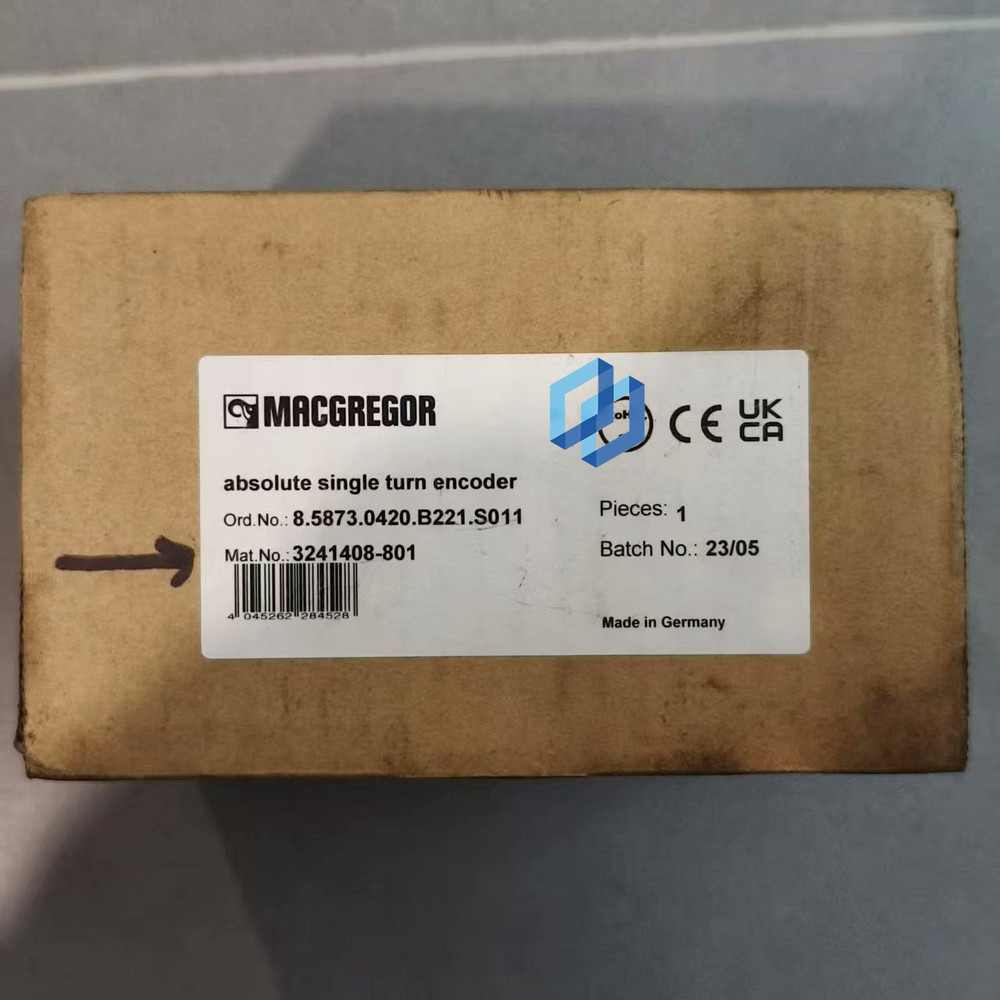 MACGREGOR
CE
UK
CA
absolute single turn encoder
Ord.No.: 8.5873.0420.B221.S011
Pieces: 1
Mat.No.: 3241408-801
Batch No.: 23/05
4 045262 284528
Made in Germany